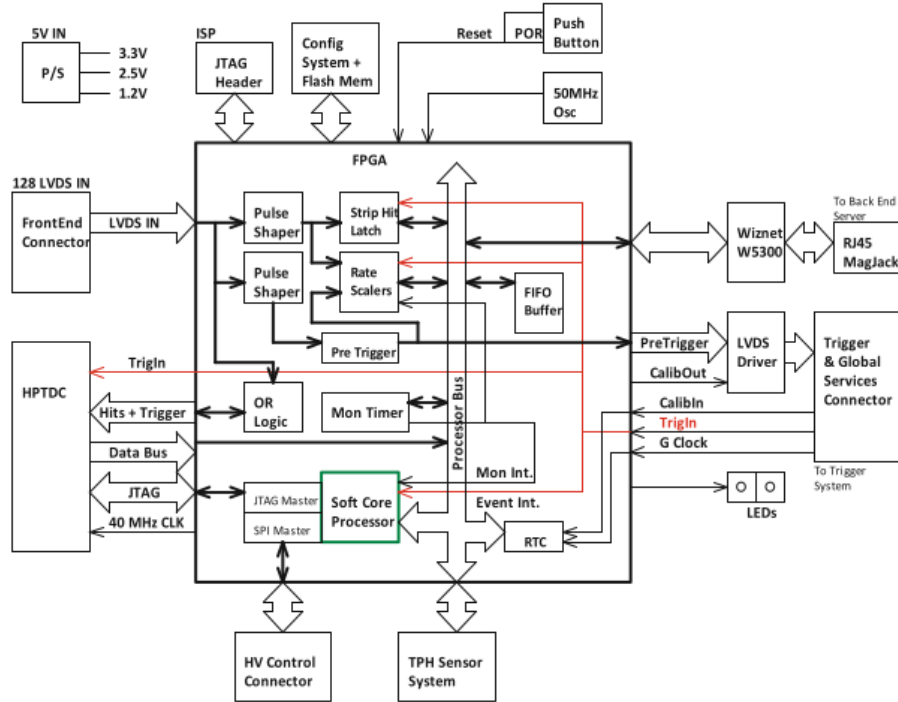 5V IN
P/S
3.3V
2.5V
1.2V
ISP
JTAG
Header
Config
System +
Flash Mem
Reset
POR
Push
Button
50MHz
Osc
FPGA
128 LVDS IN
FrontEnd
Connector
LVDS IN
Pulse
Shaper
Strip Hit
Latch
Pulse
Shaper
Rate
Scalers
FIFO
Buffer
Wiznet
W5300
To Back End
Server
RJ45
MagJack
Pre Trigger
PreTrigger
LVDS
Driver
CalibOut
Trigger
& Global
Services
Connector
HPTDC
TrigIn
Hits + Trigger
OR
Logic
Mon Timer
Processor Bus
CalibIn
TrigIn
G Clock
Data Bus
Mon Int.
To Trigger
System
JTAG
JTAG Master
SPI Master
Soft Core
Processor
Event Int.
RTC
LEDs
40 MHz CLK
HV Control
Connector
TPH Sensor
System